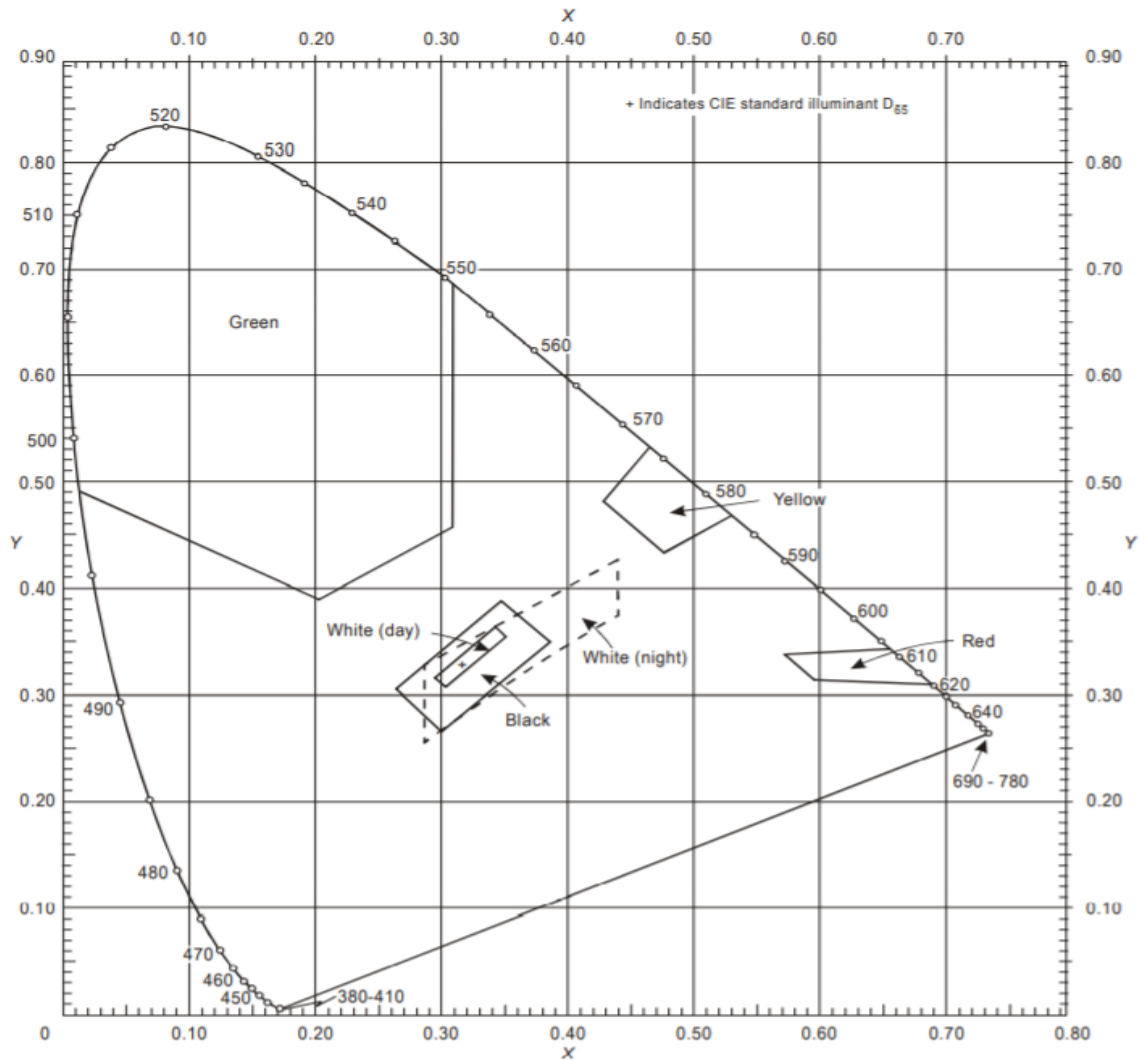 X
0.10 0.20 0.30 0.40 0.50 0.60 0.70
0.90 0.90
+ Indicates CIE standard illuminant D65
520
530
0.80 0.80
510 540
0.70 550 0.70
Green
560
0.60 0.60
570
500
0.50 580 0.50
Yellow
Y Y
590
0.40 0.40
600
White (day) Red
White (night) 610
0.30 620 0.30
490 Black 640
690 - 780
0.20 0.20
480
0.10 0.10
470
460
450 380-410
0 0.10 0.20 0.30 0.40 0.50 0.60 0.70 0.80
X